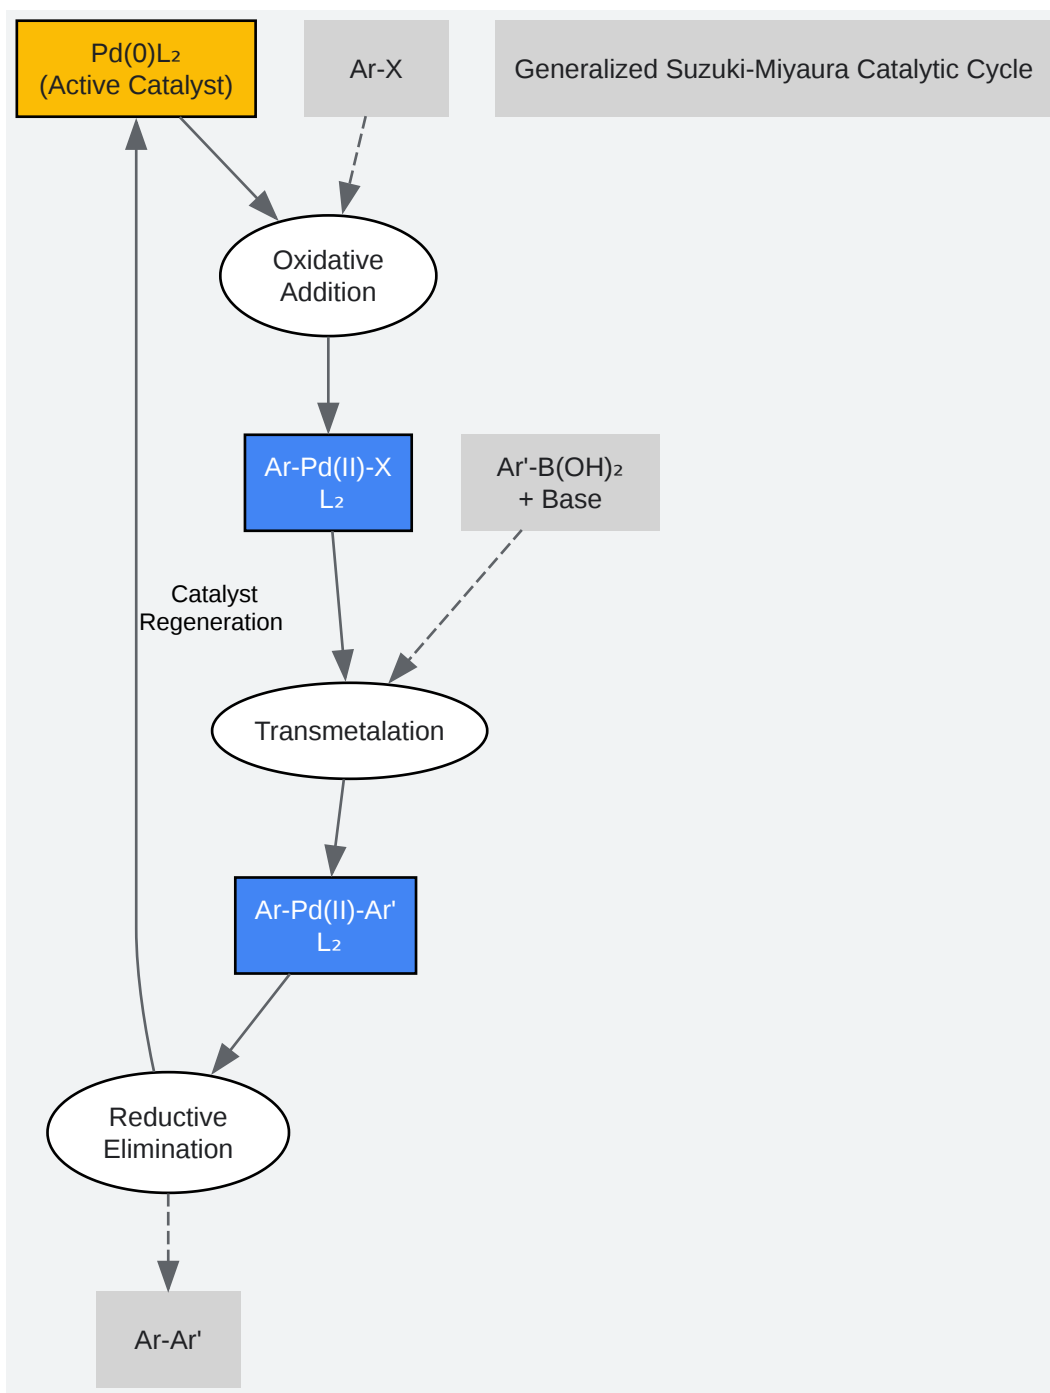 Pd(0)L₂
(Active Catalyst)
Ar-X
Generalized Suzuki-Miyaura Catalytic Cycle
Oxidative
Addition
Ar-Pd(II)-X
L₂
Ar'-B(OH)₂
+ Base
Catalyst
Regeneration
Transmetalation
Ar-Pd(II)-Ar'
L₂
Reductive
Elimination
Ar-Ar'